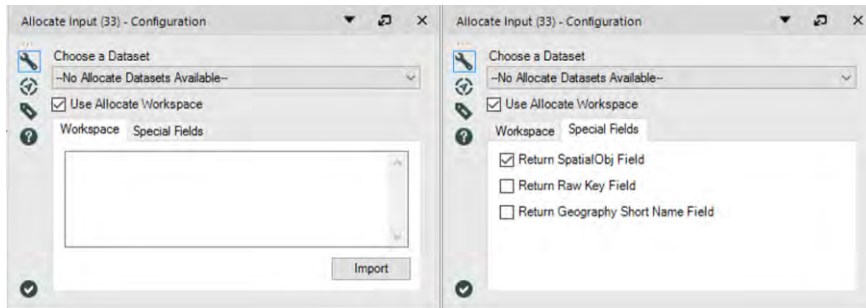 Allocate Input (33) - Configuration
Choose a Dataset
--No Allocate Datasets Available--
Use Allocate Workspace
Workspace Special Fields
Import
Allocate Input (33) - Configuration
Choose a Dataset
--No Allocate Datasets Available--
Use Allocate Workspace
Workspace Special Fields
Return SpatialObj Field
Return Raw Key Field
Return Geography Short Name Field